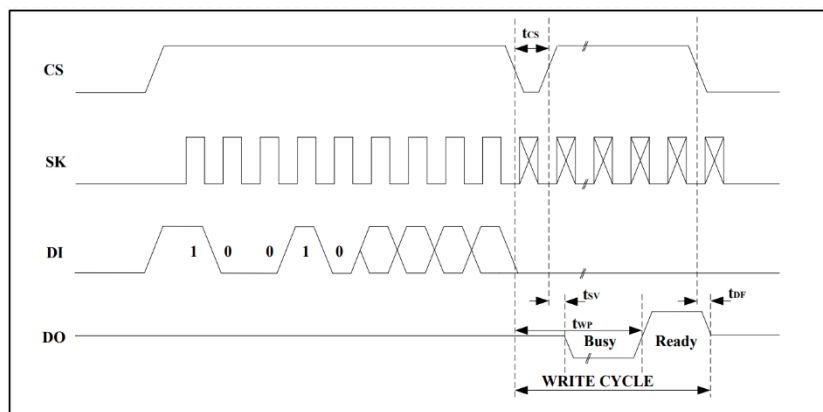 tCS
CS
SK
DI 1 0 0 1 0
tSV tDF
tWP
DO Busy Ready
WRITE CYCLE